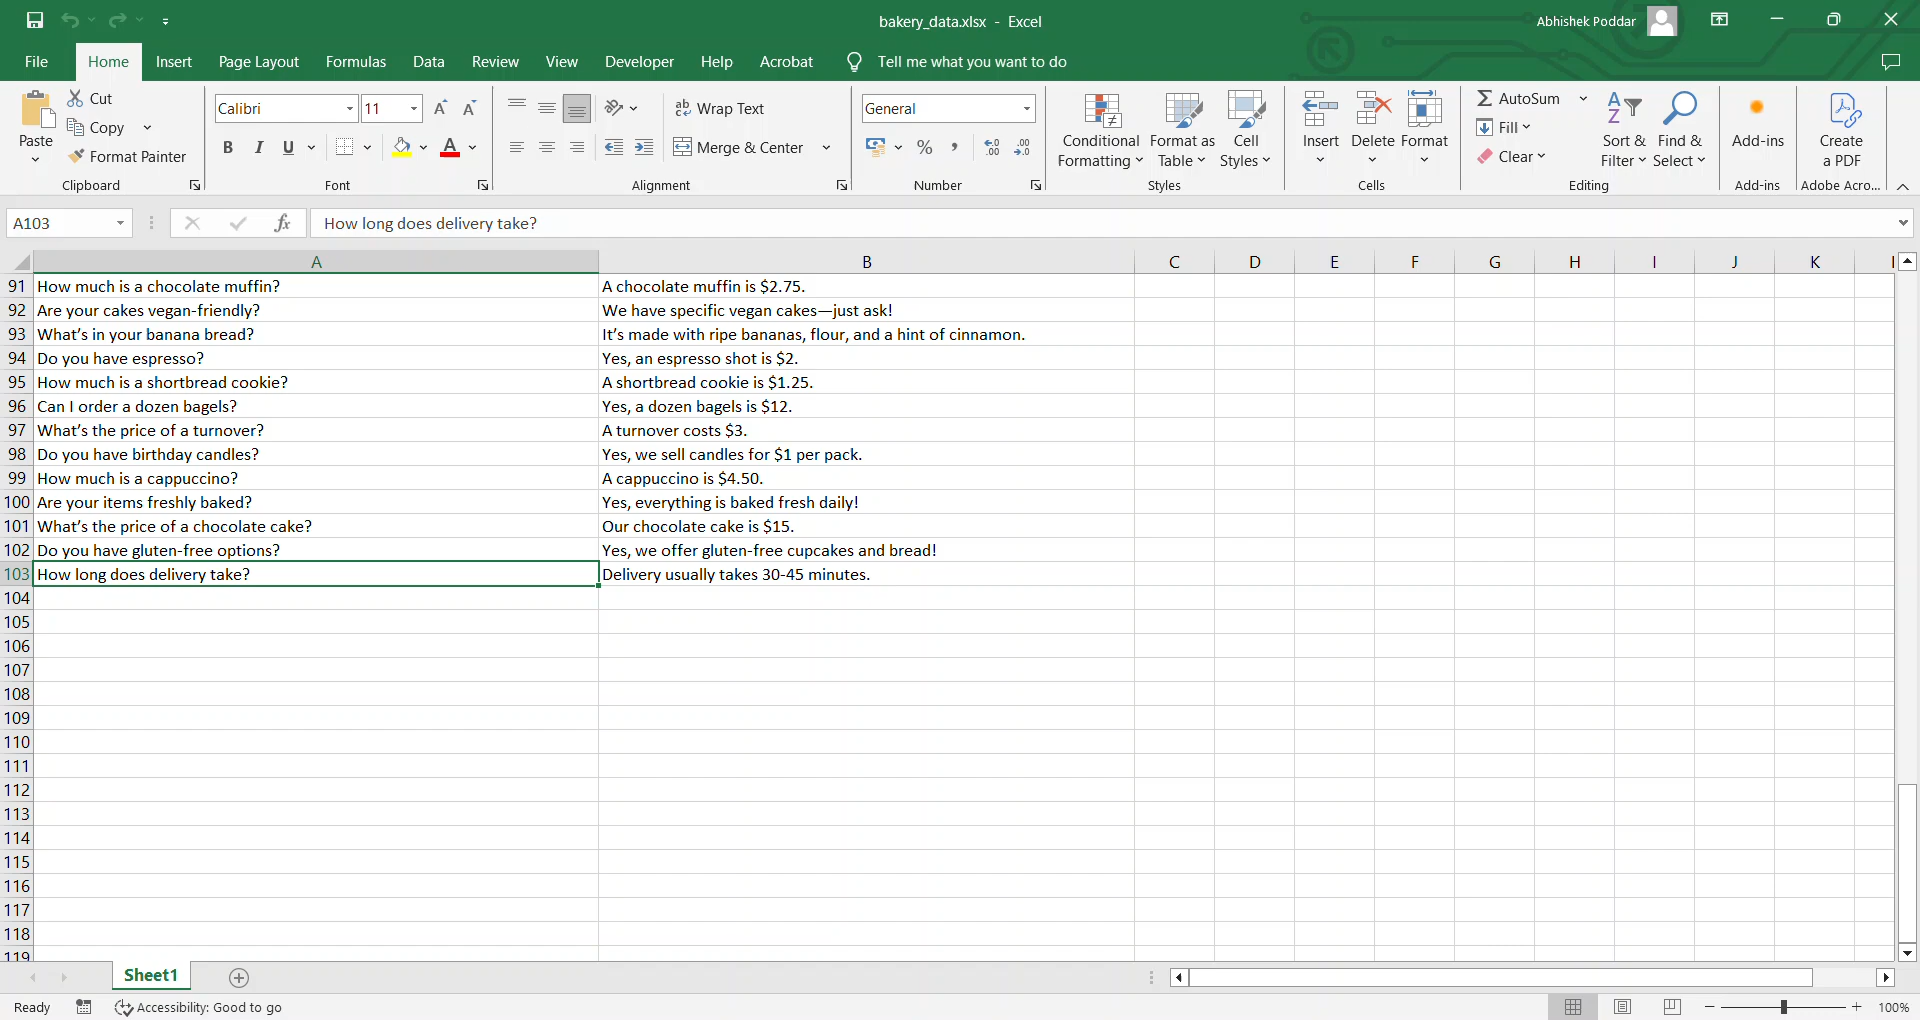 bakery_data.xlsx - Excel
Abhishek Poddar
File Home Insert Page Layout Formulas Data Review View Developer Help Acrobat Tell me what you want to do
Paste
Cut
Copy
Format Painter
Clipboard
Calibri 11
B I U
Font
Wrap Text
Merge & Center
Alignment
General
Number
Conditional Formatting
Format as Table
Cell Styles
Styles
Insert Delete Format
Cells
AutoSum
Fill
Clear
Sort & Filter
Find & Select
Editing
Add-ins
Add-ins
Create a PDF
Adobe Acro...
A103 fx How long does delivery take?
A B C D E F G H I J K
91 How much is a chocolate muffin? A chocolate muffin is $2.75.
92 Are your cakes vegan-friendly? We have specific vegan cakes—just ask!
93 What’s in your banana bread? It’s made with ripe bananas, flour, and a hint of cinnamon.
94 Do you have espresso? Yes, an espresso shot is $2.
95 How much is a shortbread cookie? A shortbread cookie is $1.25.
96 Can I order a dozen bagels? Yes, a dozen bagels is $12.
97 What’s the price of a turnover? A turnover costs $3.
98 Do you have birthday candles? Yes, we sell candles for $1 per pack.
99 How much is a cappuccino? A cappuccino is $4.50.
100 Are your items freshly baked? Yes, everything is baked fresh daily!
101 What’s the price of a chocolate cake? Our chocolate cake is $15.
102 Do you have gluten-free options? Yes, we offer gluten-free cupcakes and bread!
103 How long does delivery take? Delivery usually takes 30-45 minutes.
104
105
106
107
108
109
110
111
112
113
114
115
116
117
118
119
Sheet1
Ready Accessibility: Good to go 100%